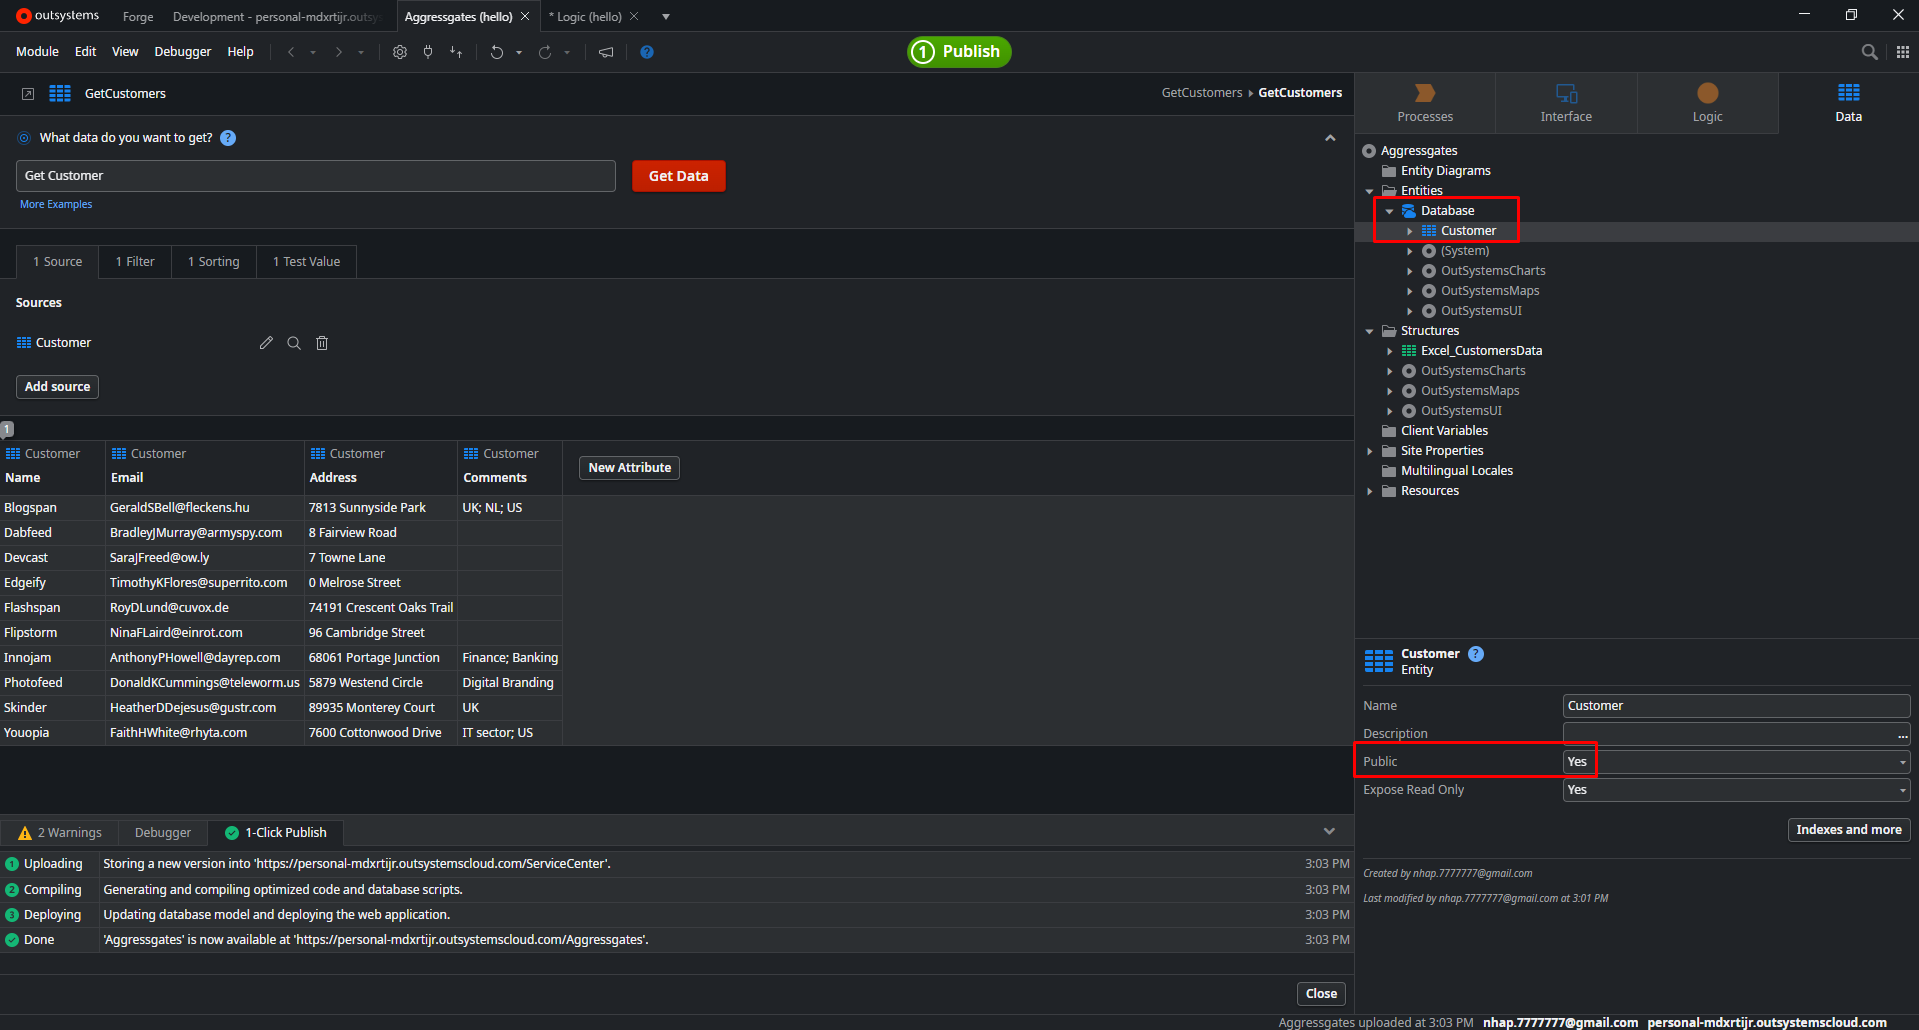 outsystems Forge Development - personal-mdxrtijr.outsys Aggressgates (hello) * Logic (hello)
Module Edit View Debugger Help 1 Publish
GetCustomers GetCustomers GetCustomers
What data do you want to get? ?
Get Customer Get Data
More Examples
1 Source 1 Filter 1 Sorting 1 Test Value
Sources
Customer
Add source
1
Customer Customer Customer Customer
Name Email Address Comments New Attribute
Blogspan GeraldSBell@fleckens.hu 7813 Sunnyside Park UK; NL; US
Dabfeed BradleyJMurray@armyspy.com 8 Fairview Road
Devcast SaraJFreed@ow.ly 7 Towne Lane
Edgeify TimothyKFlores@superrito.com 0 Melrose Street
Flashspan RoyDLund@cuvox.de 74191 Crescent Oaks Trail
Flipstorm NinaFLaird@einrot.com 96 Cambridge Street
Innojam AnthonyPHowell@dayrep.com 68061 Portage Junction Finance; Banking
Photofeed DonaldKCummings@teleworm.us 5879 Westend Circle Digital Branding
Skinder HeatherDDejesus@gustr.com 89935 Monterey Court UK
Youopia FaithHWhite@rhyta.com 7600 Cottonwood Drive IT sector; US
2 Warnings Debugger 1-Click Publish
1 Uploading Storing a new version into 'https://personal-mdxrtijr.outsystemscloud.com/ServiceCenter'. 3:03 PM
2 Compiling Generating and compiling optimized code and database scripts. 3:03 PM
3 Deploying Updating database model and deploying the web application. 3:03 PM
Done 'Aggressgates' is now available at 'https://personal-mdxrtijr.outsystemscloud.com/Aggressgates'. 3:03 PM
Close
Processes Interface Logic Data
Aggressgates
Entity Diagrams
Entities
Database
Customer
(System)
OutSystemsCharts
OutSystemsMaps
OutSystemsUI
Structures
Excel_CustomersData
OutSystemsCharts
OutSystemsMaps
OutSystemsUI
Client Variables
Site Properties
Multilingual Locales
Resources
Customer ?
Entity
Name Customer
Description ...
Public Yes
Expose Read Only Yes
Indexes and more
Created by nhap.7777777@gmail.com
Last modified by nhap.7777777@gmail.com at 3:01 PM
Aggressgates uploaded at 3:03 PM nhap.7777777@gmail.com personal-mdxrtijr.outsystemscloud.com